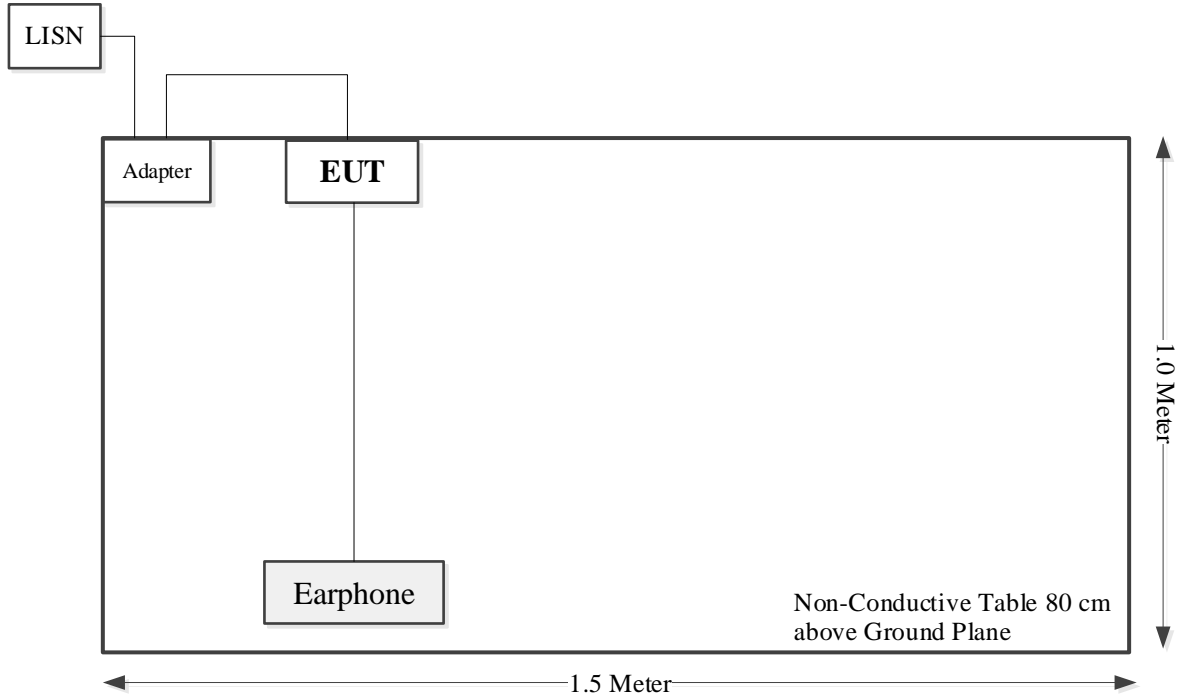 LISN
Adapter
EUT
Earphone
Non-Conductive Table 80 cm
above Ground Plane
1.0 Meter
1.5 Meter